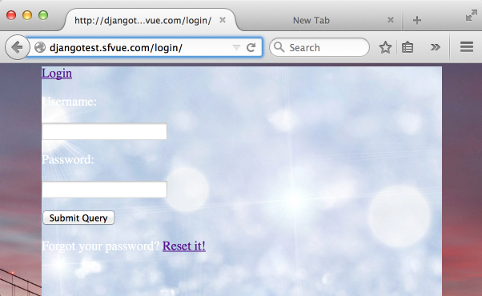 http://djangot...vue.com/login/
New Tab
djangotest.sfvue.com/login/
Search
Login
Username:
Password:
Submit Query
Forgot your password? Reset it!